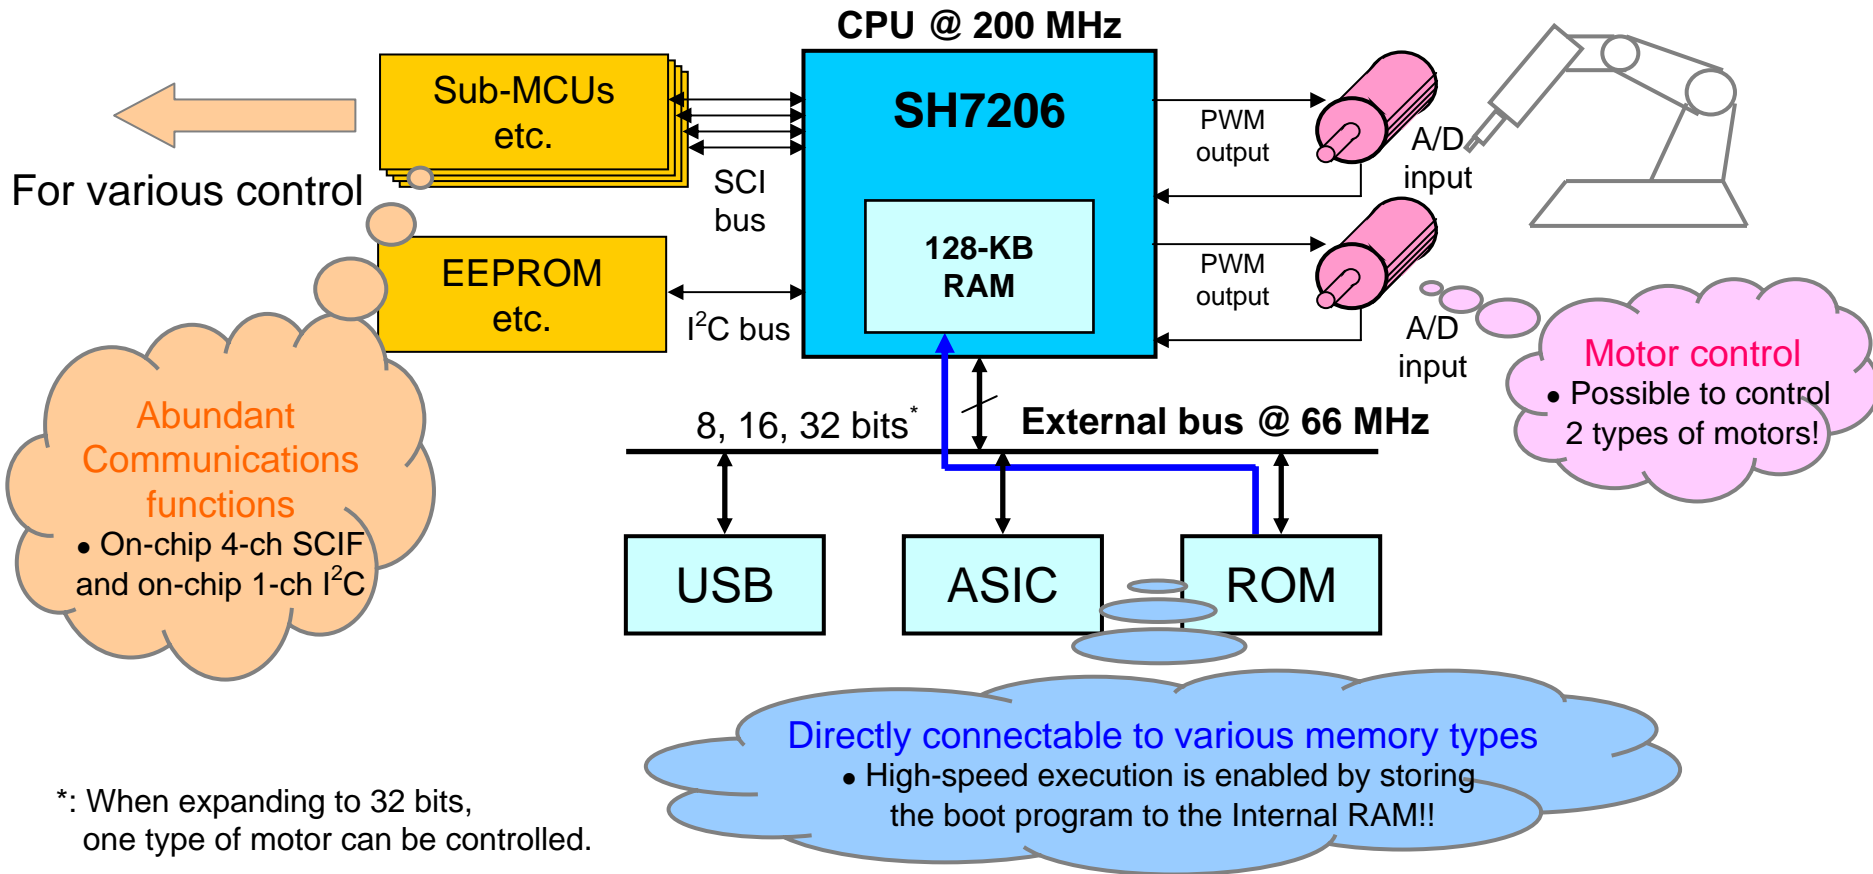 CPU @ 200 MHz
Sub-MCUs
etc.
SH7206
PWM
output
A/D
input
For various control
SCI
bus
128-KB
RAM
EEPROM
etc.
I²C bus
PWM
output
A/D
input
Motor control
• Possible to control
2 types of motors!
Abundant
Communications
functions
• On-chip 4-ch SCIF
and on-chip 1-ch I²C
8, 16, 32 bits*
External bus @ 66 MHz
USB
ASIC
ROM
Directly connectable to various memory types
• High-speed execution is enabled by storing
the boot program to the Internal RAM!!
*: When expanding to 32 bits,
one type of motor can be controlled.